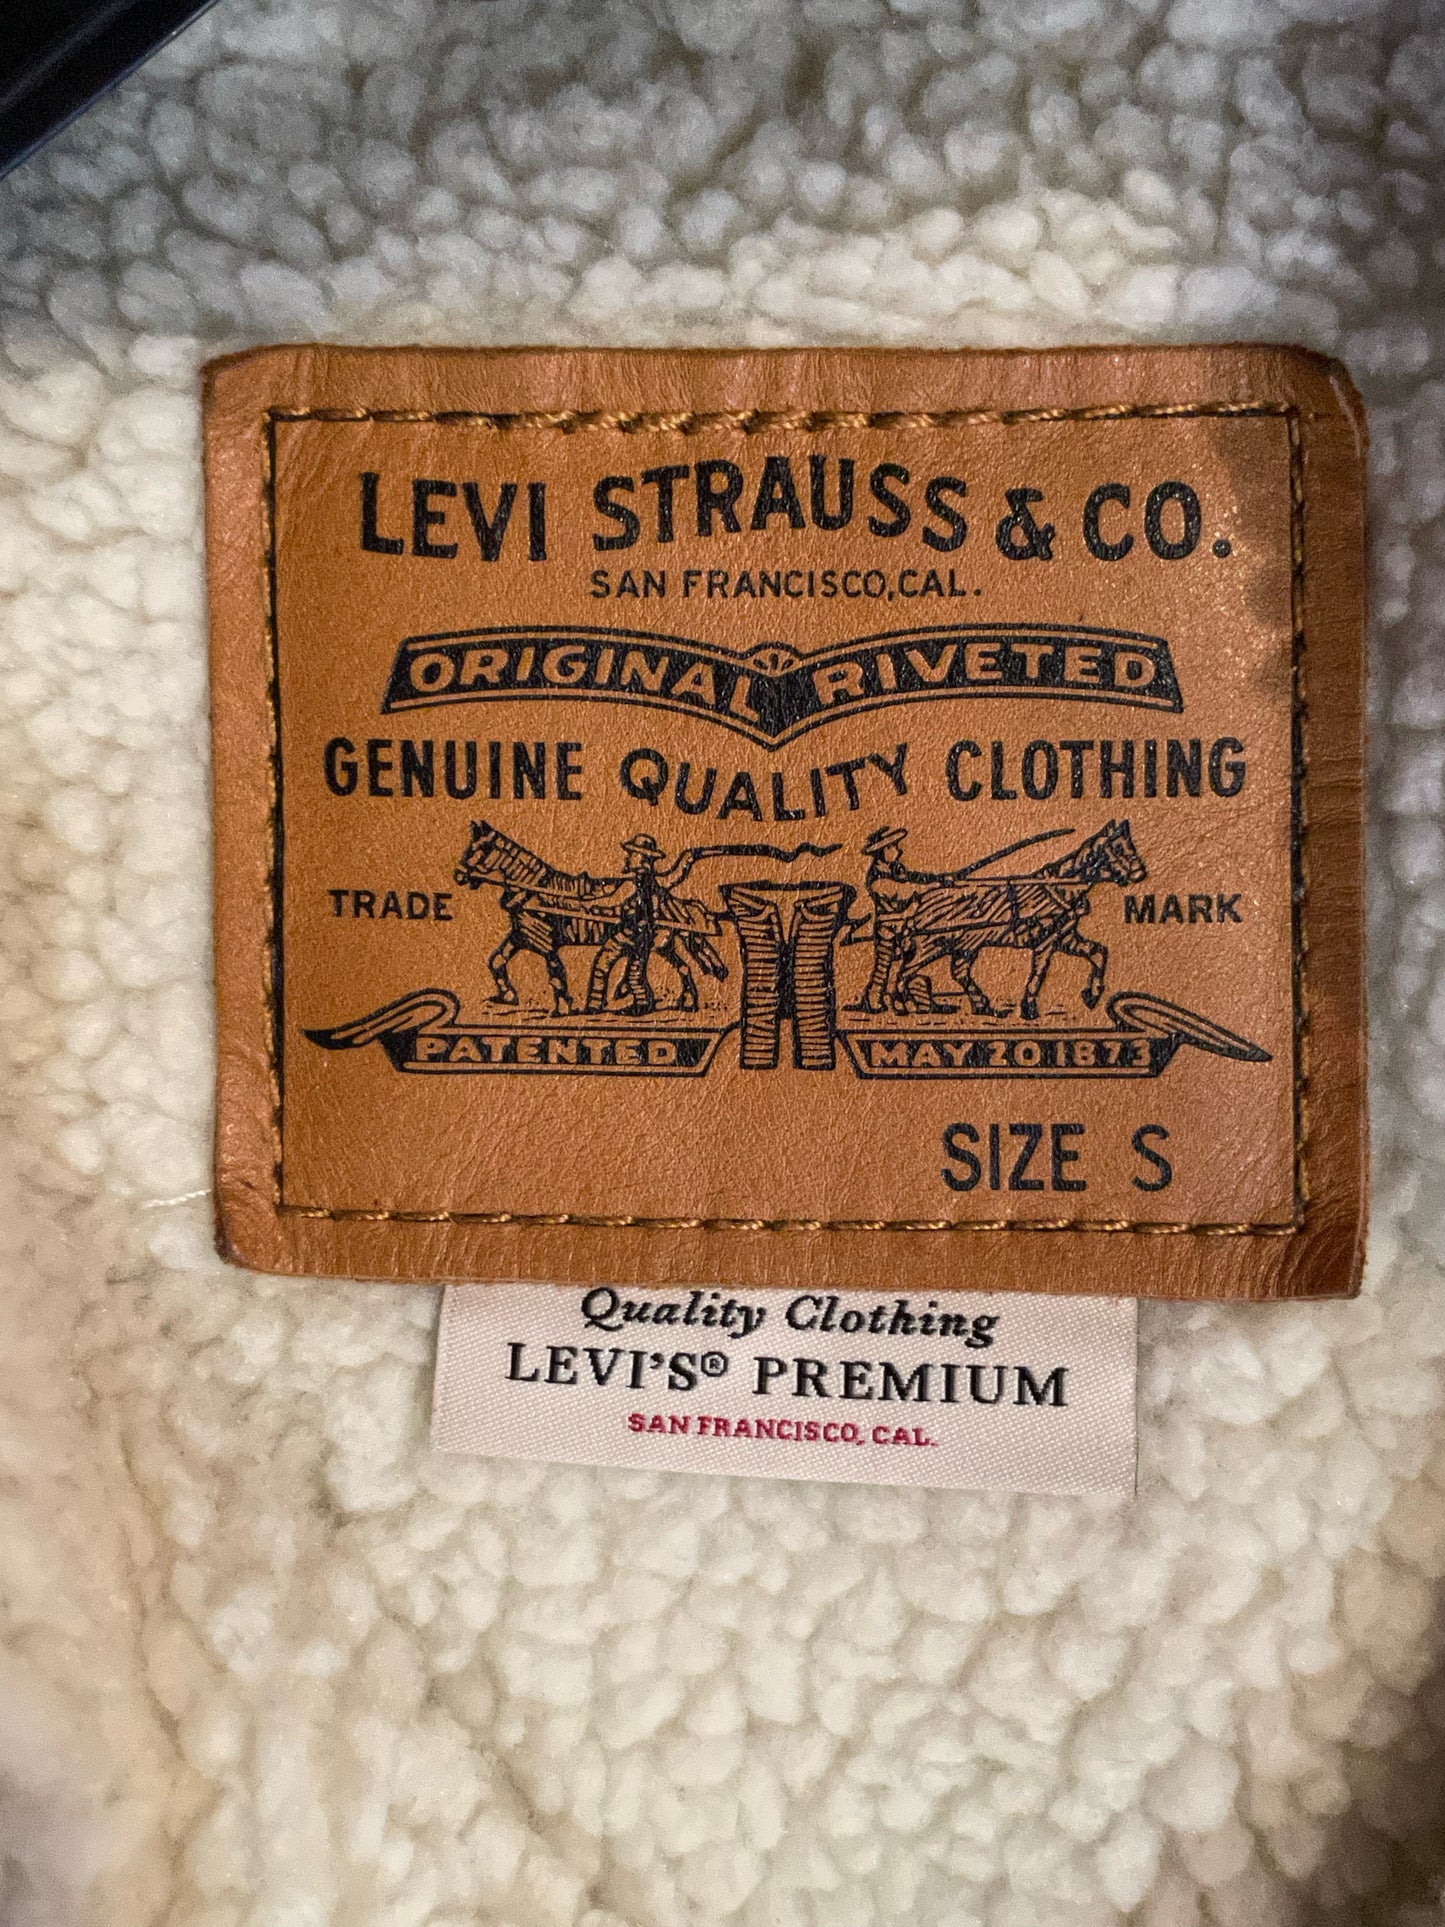 LEVI STRAUSS & CO.
SAN FRANCISCO, CAL.
ORIGINAL RIVETED
GENUINE QUALITY CLOTHING
TRADE MARK
PATENTED MAY 20 1873
SIZE S
Quality Clothing
LEVI'S® PREMIUM
SAN FRANCISCO, CAL.